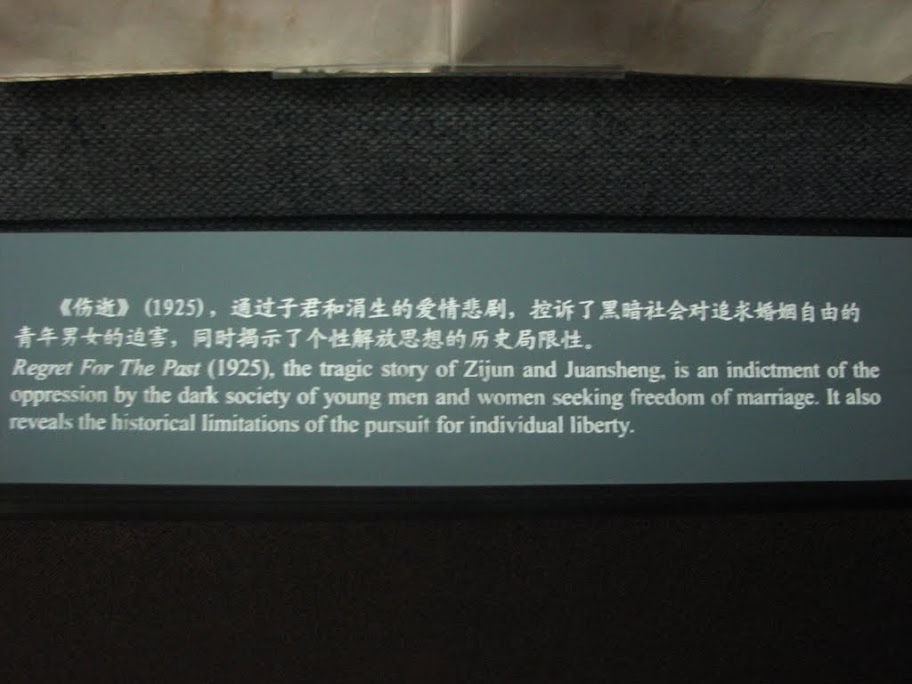 《伤逝》(1925)，通过子君和涓生的爱情悲剧，控诉了黑暗社会对追求婚姻自由的
青年男女的迫害，同时揭示了个性解放思想的历史局限性。
Regret For The Past (1925), the tragic story of Zijun and Juansheng, is an indictment of the
oppression by the dark society of young men and women seeking freedom of marriage. It also
reveals the historical limitations of the pursuit for individual liberty.